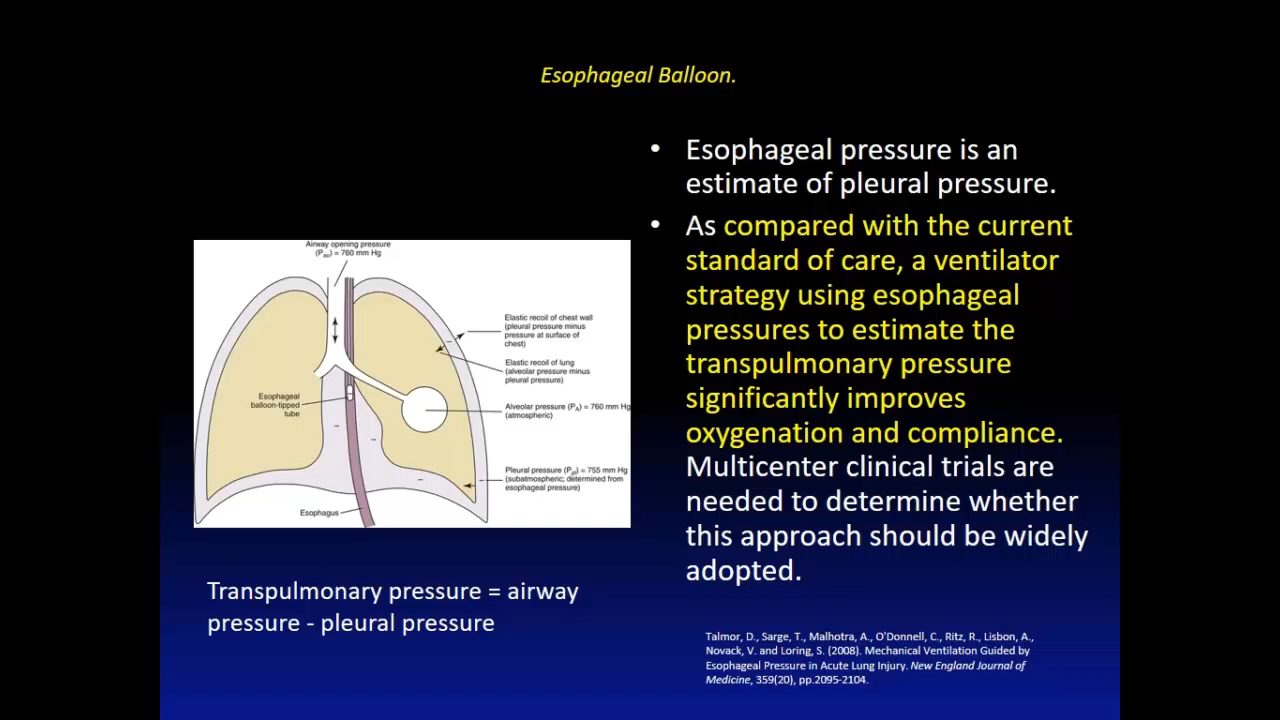 Esophageal Balloon.
Airway opening pressure
(Pao) = 760 mm Hg
Elastic recoil of chest wall
(pleural pressure minus
pressure at surface of
chest)
Elastic recoil of lung
(alveolar pressure minus
pleural pressure)
Esophageal
balloon-tipped
tube
Alveolar pressure (PA) = 760 mm Hg
(atmospheric)
Pleural pressure (Ppl) = 755 mm Hg
(subatmospheric; determined from
esophageal pressure)
Esophagus
Transpulmonary pressure = airway
pressure - pleural pressure
• Esophageal pressure is an
estimate of pleural pressure.
• As compared with the current
standard of care, a ventilator
strategy using esophageal
pressures to estimate the
transpulmonary pressure
significantly improves
oxygenation and compliance.
Multicenter clinical trials are
needed to determine whether
this approach should be widely
adopted.
Talmor, D., Sarge, T., Malhotra, A., O'Donnell, C., Ritz, R., Lisbon, A.,
Novack, V. and Loring, S. (2008). Mechanical Ventilation Guided by
Esophageal Pressure in Acute Lung Injury. New England Journal of
Medicine, 359(20), pp.2095-2104.